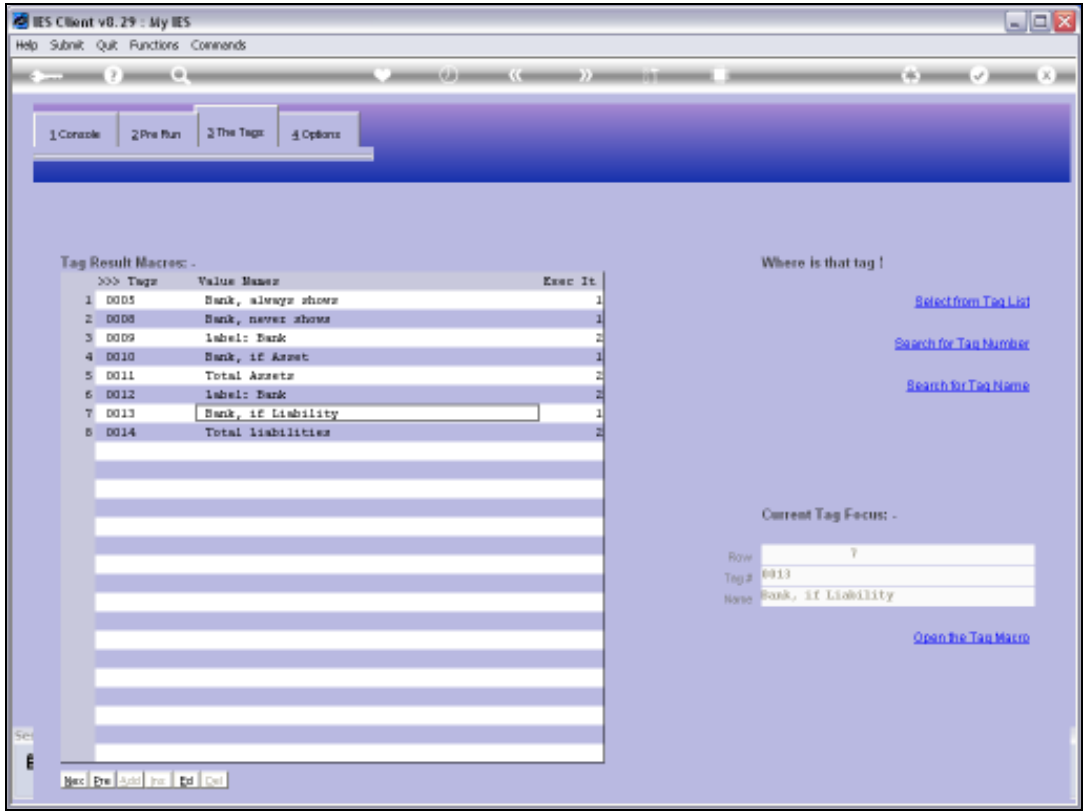 IES Client v8.29 : My IES
Help Submit Quit Functions Commands
1 Console 2 Pre Run 3 The Tags 4 Options
Tag Result Macros: -
>>> Tags Value Names Exec It
1 0005 Bank, always shows 1
2 0008 Bank, never shows 1
3 0009 label: Bank 2
4 0010 Bank, if Asset 1
5 0011 Total Assets 2
6 0012 label: Bank 2
7 0013 Bank, if Liability 1
8 0014 Total liabilities 2
Where is that tag !
Select from Tag List
Search for Tag Number
Search for Tag Name
Current Tag Focus: -
Row 7
Tag # 0013
Name Bank, if Liability
Open the Tag Macro
Nex Pre Add Ins Ed Del